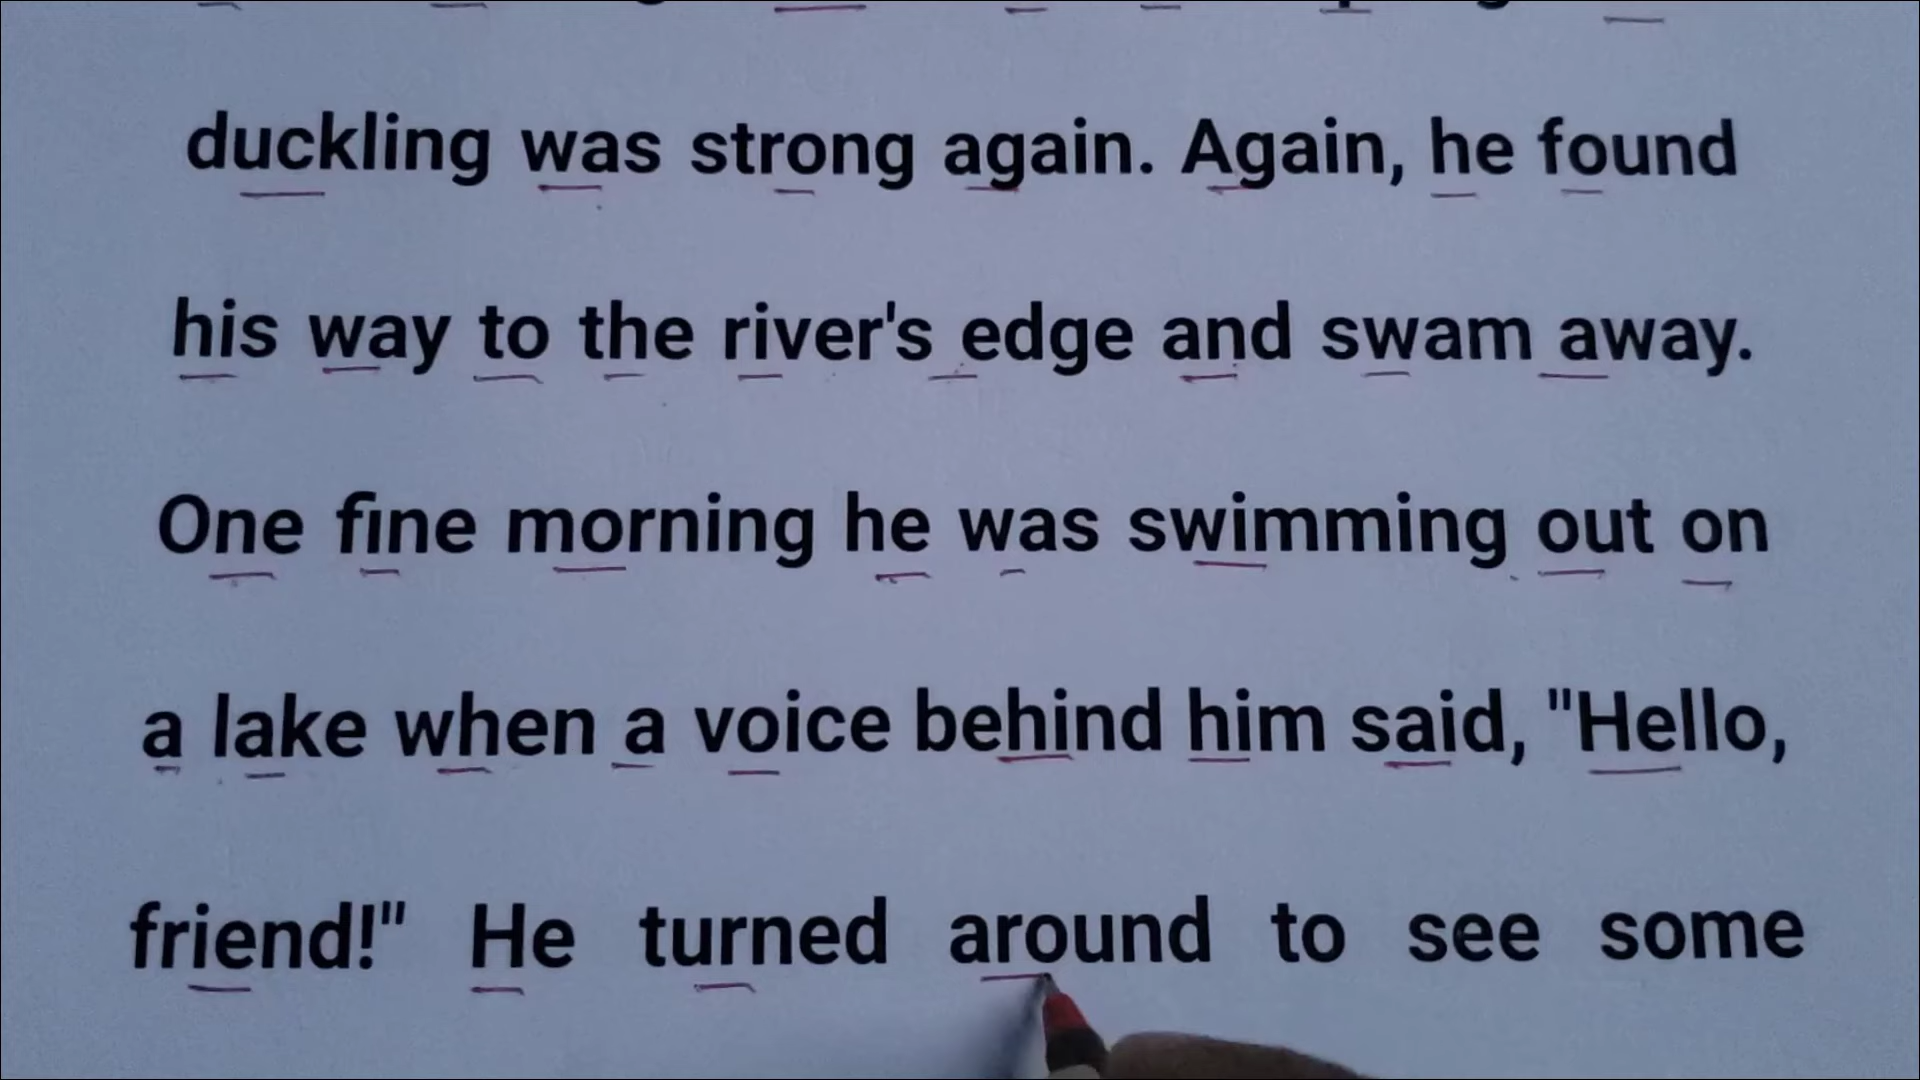 duckling was strong again. Again, he found
his way to the river's edge and swam away.
One fine morning he was swimming out on
a lake when a voice behind him said, "Hello,
friend!" He turned around to see some